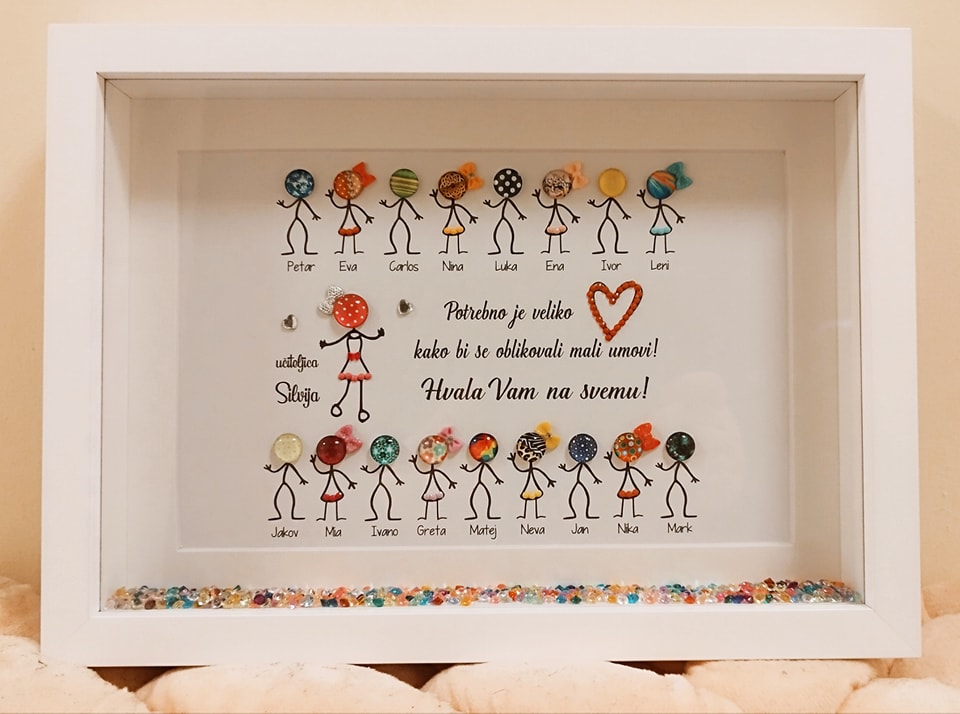 Petar Eva Carlos Nina Luka Ena Ivor Leni
učiteljica
Silvija
Potrebno je veliko
kako bi se oblikovali mali umovi!
Hvala Vam na svemu!
Jakov Mia Ivano Greta Matej Neva Jan Nika Mark